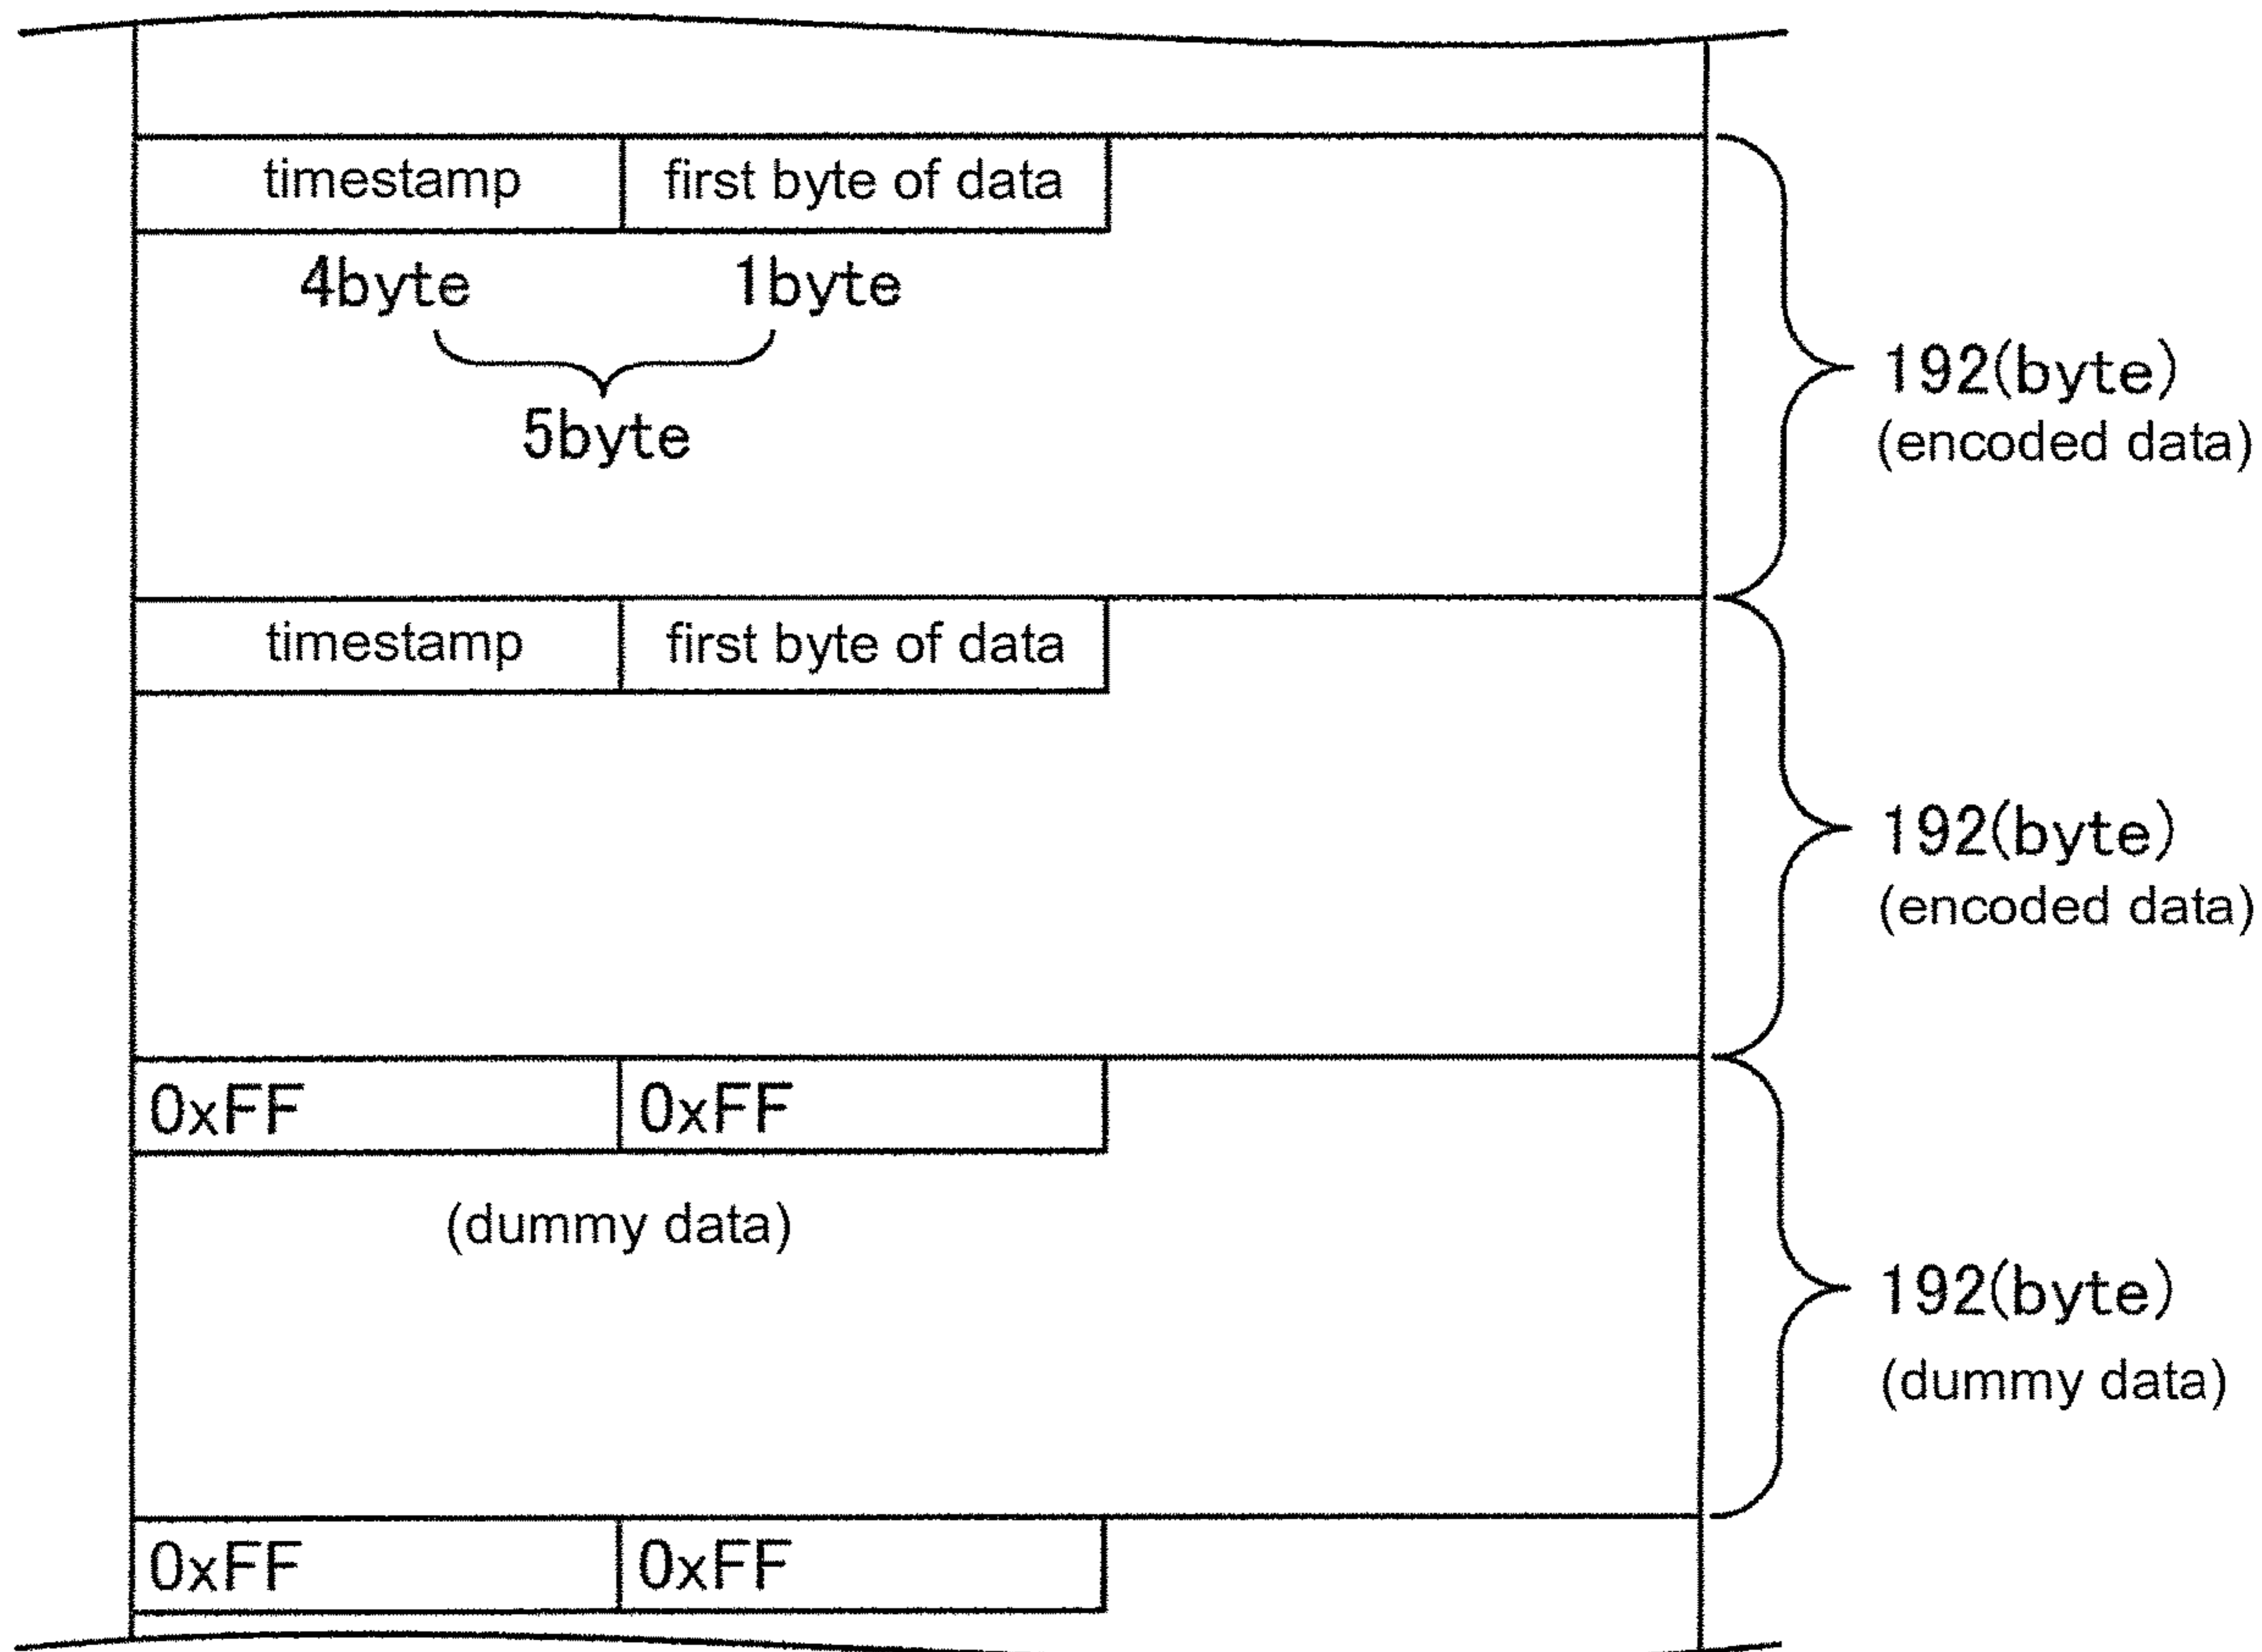 timestamp first byte of data
4byte 1byte
5byte
192(byte)
(encoded data)
timestamp first byte of data
192(byte)
(encoded data)
0xFF 0xFF
(dummy data)
192(byte)
(dummy data)
0xFF 0xFF